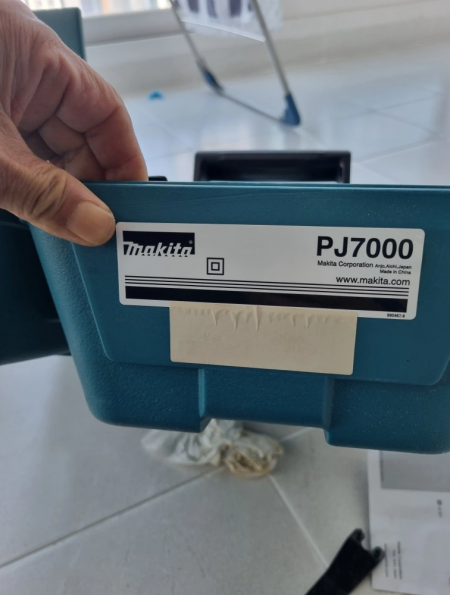 makita®
PJ7000
Makita Corporation Anjo, Aichi, Japan
Made in China
www.makita.com